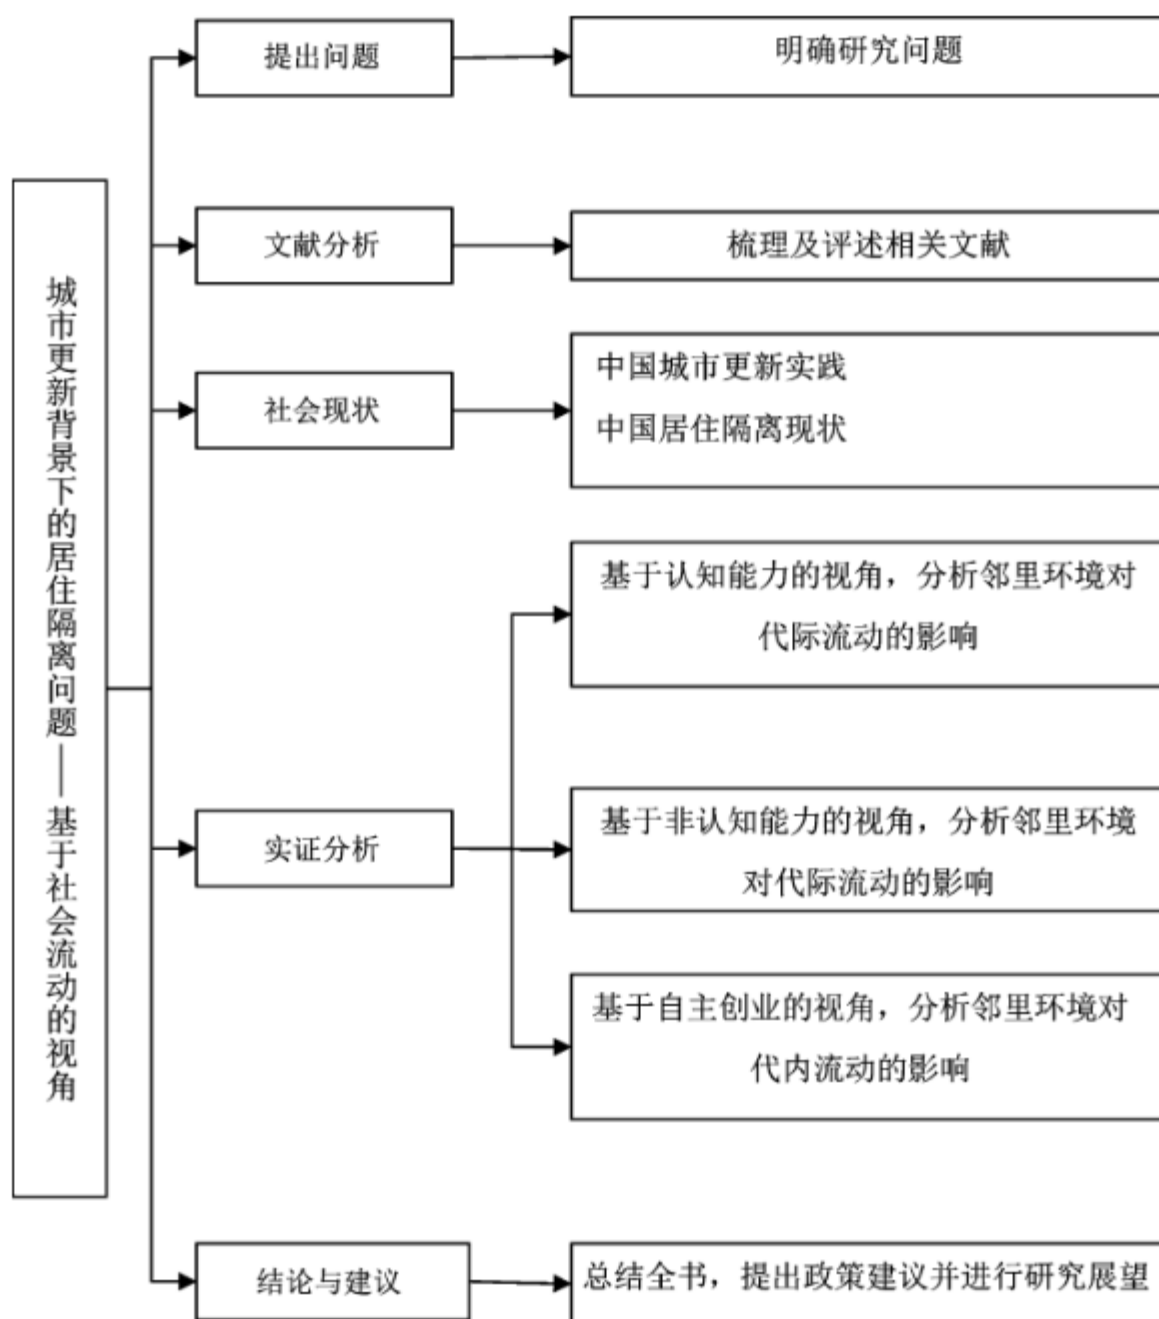 城市更新背景下的居住隔离问题——基于社会流动的视角
提出问题
明确研究问题
文献分析
梳理及评述相关文献
社会现状
中国城市更新实践
中国居住隔离现状
实证分析
基于认知能力的视角，分析邻里环境对
代际流动的影响
基于非认知能力的视角，分析邻里环境
对代际流动的影响
基于自主创业的视角，分析邻里环境对
代内流动的影响
结论与建议
总结全书，提出政策建议并进行研究展望